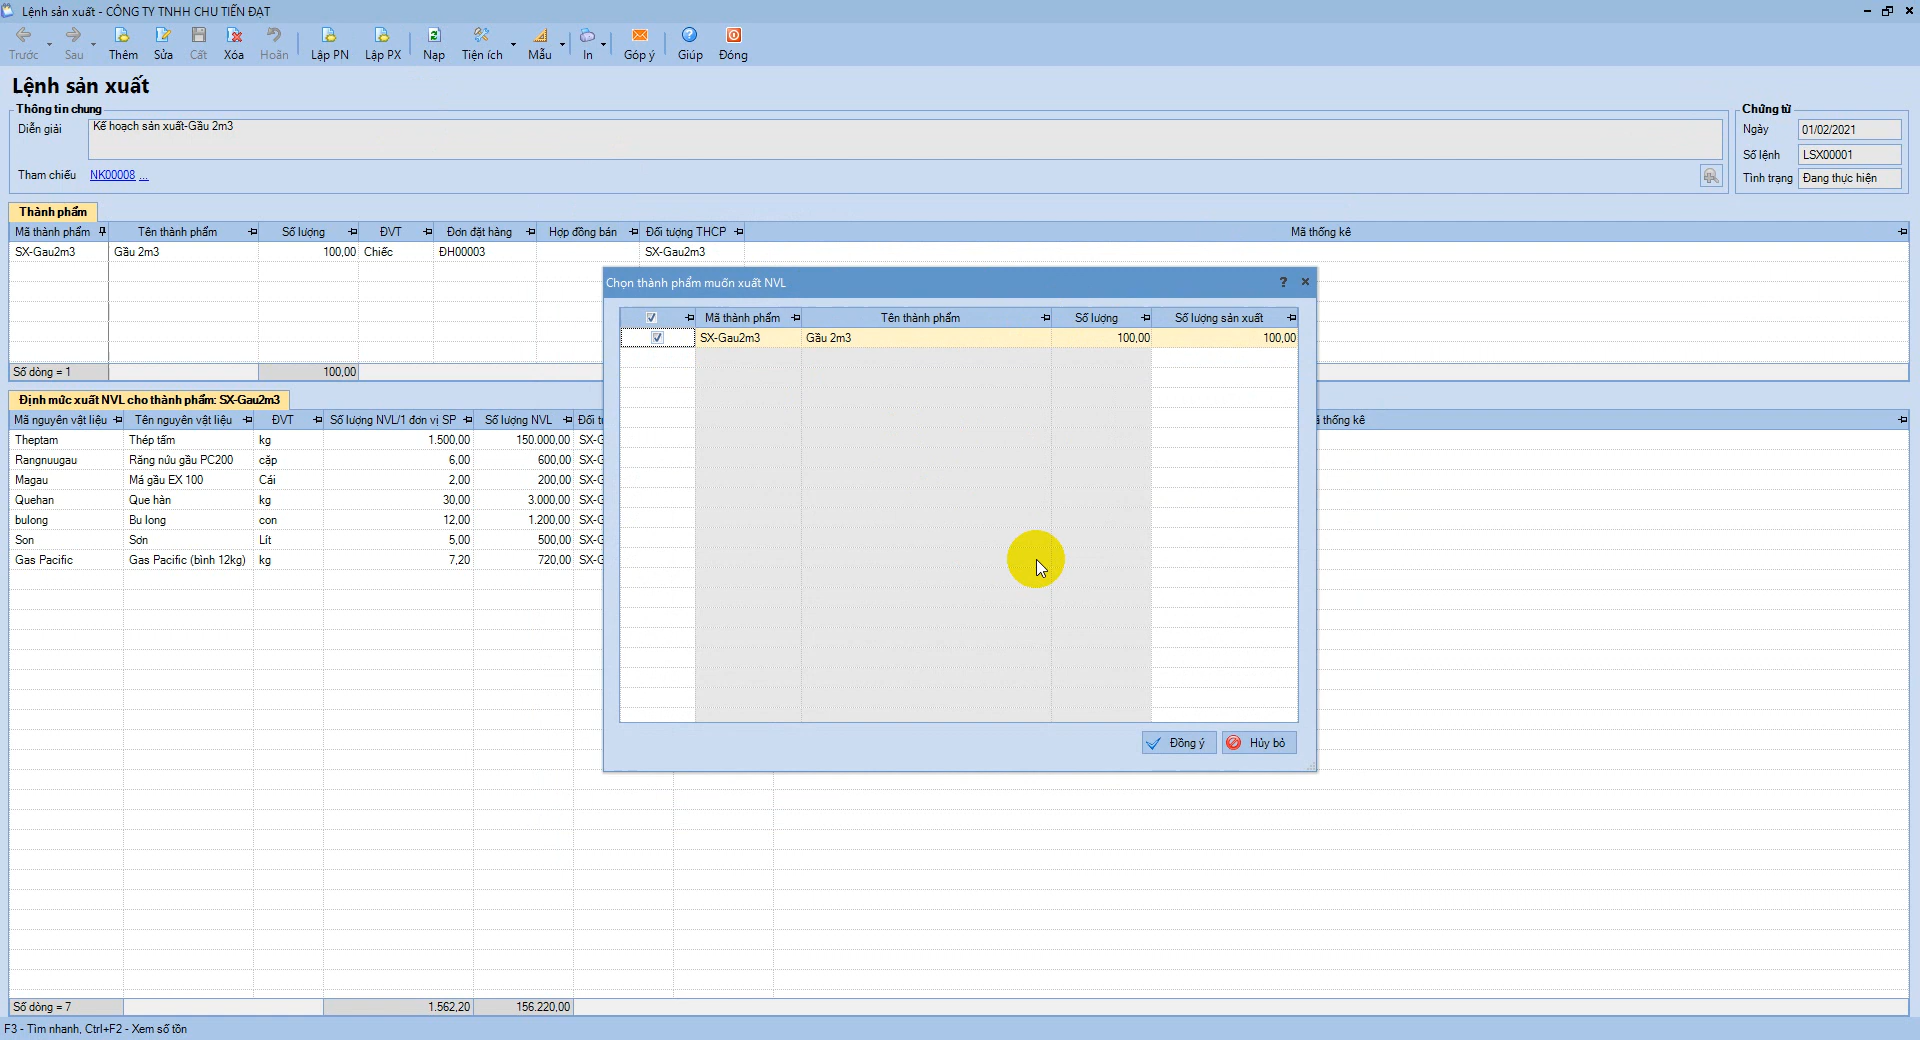 Lệnh sản xuất - CÔNG TY TNHH CHU TIẾN ĐẠT
Trước Sau Thêm Sửa Cất Xóa Hoãn Lập PN Lập PX Nạp Tiện ích Mẫu In Góp ý Giúp Đóng
Lệnh sản xuất
Thông tin chung
Diễn giải Kế hoạch sản xuất-Gầu 2m3
Tham chiếu NK00008 ...
Chứng từ
Ngày 01/02/2021
Số lệnh LSX00001
Tình trạng Đang thực hiện
Thành phẩm
Mã thành phẩm Tên thành phẩm Số lượng ĐVT Đơn đặt hàng Hợp đồng bán Đối tượng THCP Mã thống kê
SX-Gau2m3 Gầu 2m3 100,00 Chiếc ĐH00003 SX-Gau2m3
Số dòng = 1 100,00
Định mức xuất NVL cho thành phẩm: SX-Gau2m3
Mã nguyên vật liệu Tên nguyên vật liệu ĐVT Số lượng NVL/1 đơn vị SP Số lượng NVL Đối tư ã thống kê
Theptam Thép tấm kg 1.500,00 150.000,00 SX-G
Rangnuugau Răng nứu gầu PC200 cặp 6,00 600,00 SX-G
Magau Má gầu EX 100 Cái 2,00 200,00 SX-G
Quehan Que hàn kg 30,00 3.000,00 SX-G
bulong Bu long con 12,00 1.200,00 SX-G
Son Sơn Lít 5,00 500,00 SX-G
Gas Pacific Gas Pacific (bình 12kg) kg 7,20 720,00 SX-G
Số dòng = 7 1.562,20 156.220,00
F3 - Tìm nhanh, Ctrl+F2 - Xem số tồn
Chọn thành phẩm muốn xuất NVL
Mã thành phẩm Tên thành phẩm Số lượng Số lượng sản xuất
SX-Gau2m3 Gầu 2m3 100,00 100,00
Đồng ý Hủy bỏ